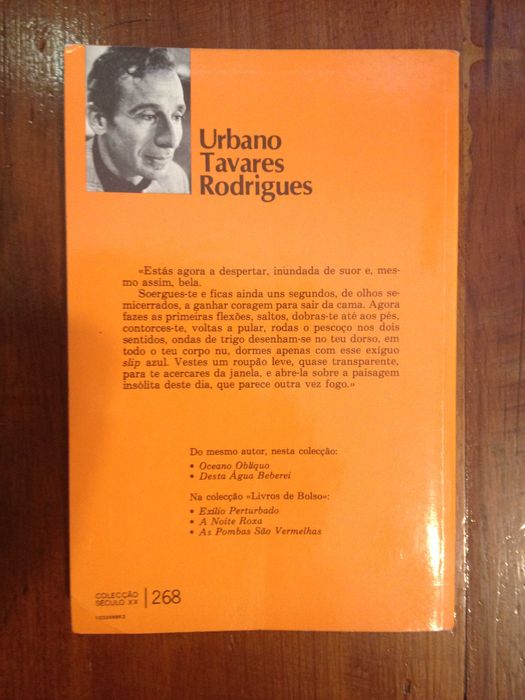 Urbano
Tavares
Rodrigues
«Estás agora a despertar, inundada de suor e, mes-
mo assim, bela.
Soergues-te e ficas ainda uns segundos, de olhos se-
micerrados, a ganhar coragem para sair da cama. Agora
fazes as primeiras flexões, saltos, dobras-te até aos pés,
contorces-te, voltas a pular, rodas o pescoço nos dois
sentidos, ondas de trigo desenham-se no teu dorso, em
todo o teu corpo nu, dormes apenas com esse exíguo
slip azul. Vestes um roupão leve, quase transparente,
para te acercares da janela, e abre-la sobre a paisagem
insólita deste dia, que parece outra vez fogo.»
Do mesmo autor, nesta colecção:
• Oceano Oblíquo
• Desta Água Beberei
Na colecção «Livros de Bolso»:
• Exílio Perturbado
• A Noite Roxa
• As Pombas São Vermelhas
COLECÇÃO
SÉCULO XX
268